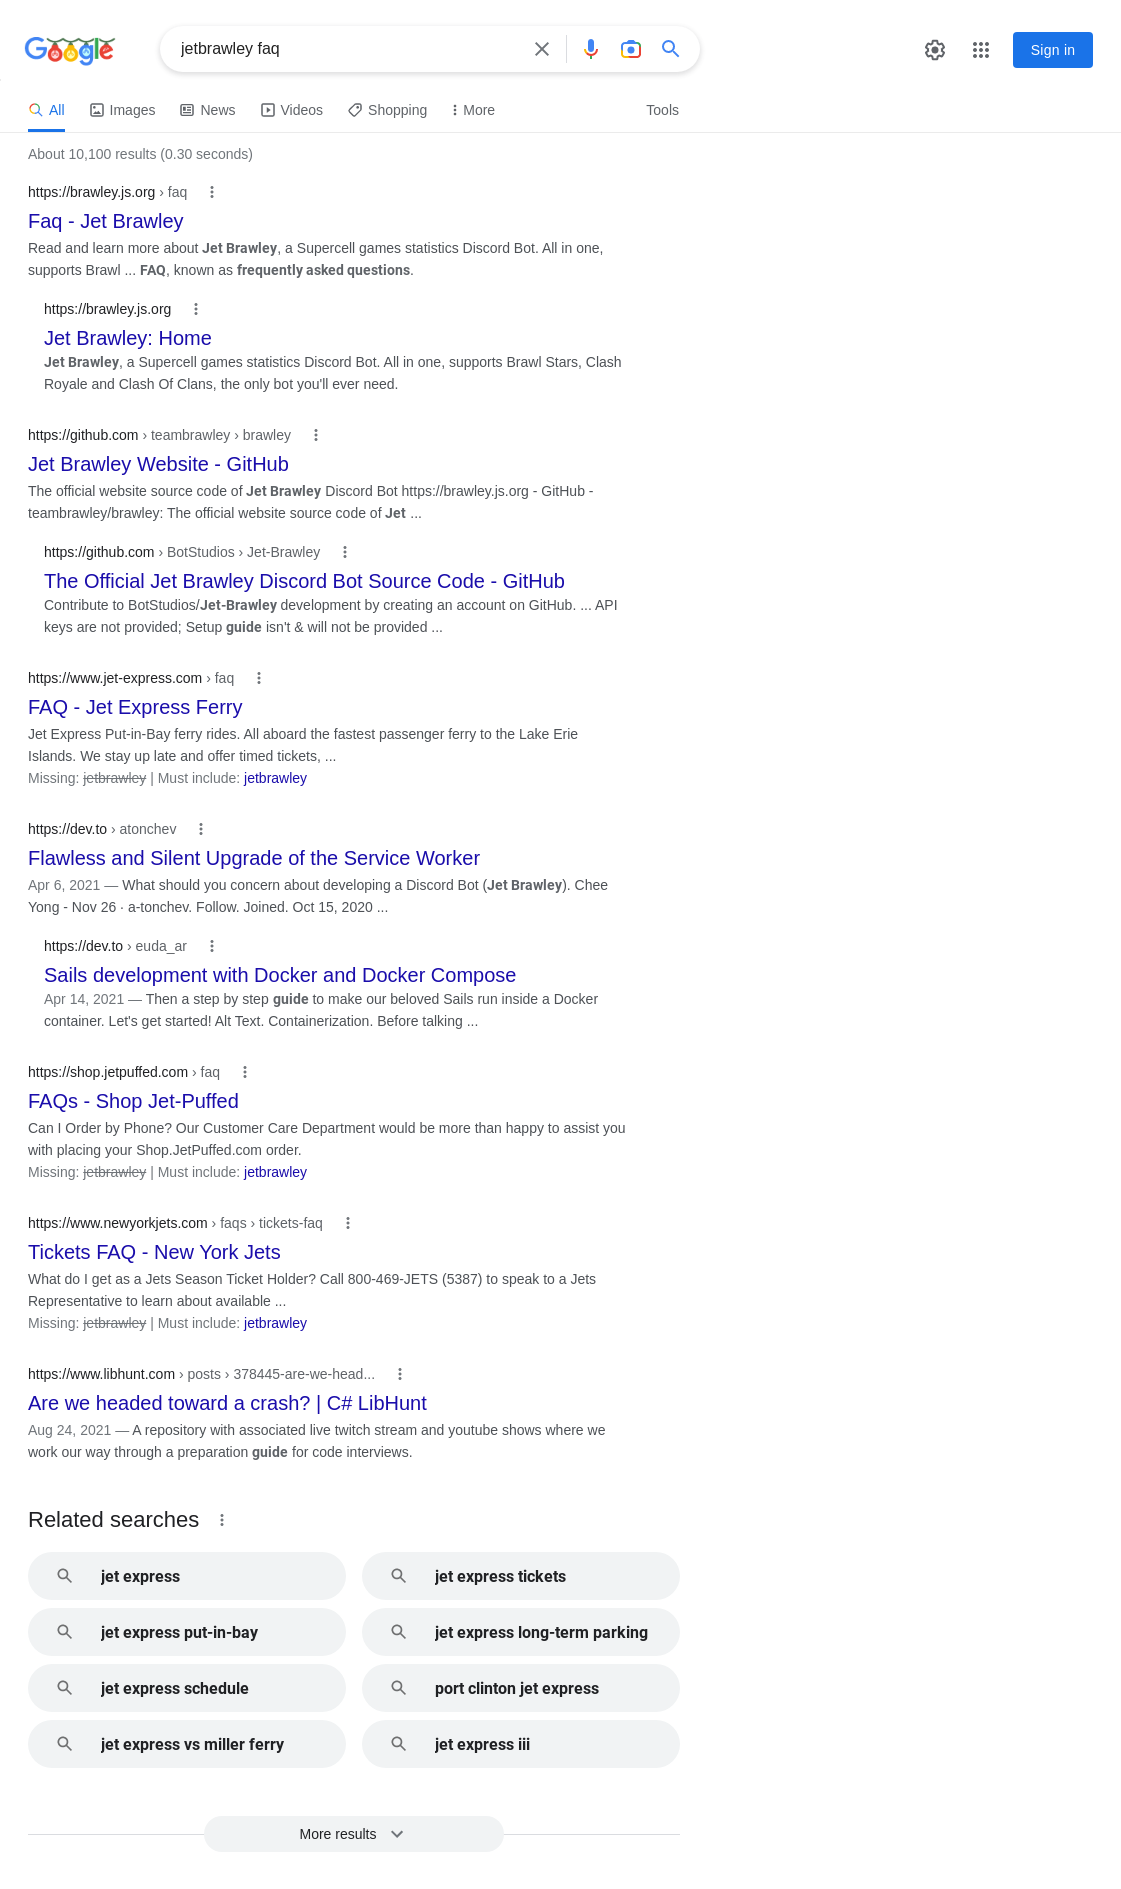 Google
jetbrawley faq
Sign in
All
Images
News
Videos
Shopping
More
Tools
About 10,100 results (0.30 seconds)
https://brawley.js.org › faq
Faq - Jet Brawley
Read and learn more about Jet Brawley, a Supercell games statistics Discord Bot. All in one,
supports Brawl ... FAQ, known as frequently asked questions.
https://brawley.js.org
Jet Brawley: Home
Jet Brawley, a Supercell games statistics Discord Bot. All in one, supports Brawl Stars, Clash
Royale and Clash Of Clans, the only bot you'll ever need.
https://github.com › teambrawley › brawley
Jet Brawley Website - GitHub
The official website source code of Jet Brawley Discord Bot https://brawley.js.org - GitHub -
teambrawley/brawley: The official website source code of Jet ...
https://github.com › BotStudios › Jet-Brawley
The Official Jet Brawley Discord Bot Source Code - GitHub
Contribute to BotStudios/Jet-Brawley development by creating an account on GitHub. ... API
keys are not provided; Setup guide isn't & will not be provided ...
https://www.jet-express.com › faq
FAQ - Jet Express Ferry
Jet Express Put-in-Bay ferry rides. All aboard the fastest passenger ferry to the Lake Erie
Islands. We stay up late and offer timed tickets, ...
Missing: jetbrawley | Must include: jetbrawley
https://dev.to › atonchev
Flawless and Silent Upgrade of the Service Worker
Apr 6, 2021 — What should you concern about developing a Discord Bot (Jet Brawley). Chee
Yong - Nov 26 · a-tonchev. Follow. Joined. Oct 15, 2020 ...
https://dev.to › euda_ar
Sails development with Docker and Docker Compose
Apr 14, 2021 — Then a step by step guide to make our beloved Sails run inside a Docker
container. Let's get started! Alt Text. Containerization. Before talking ...
https://shop.jetpuffed.com › faq
FAQs - Shop Jet-Puffed
Can I Order by Phone? Our Customer Care Department would be more than happy to assist you
with placing your Shop.JetPuffed.com order.
Missing: jetbrawley | Must include: jetbrawley
https://www.newyorkjets.com › faqs › tickets-faq
Tickets FAQ - New York Jets
What do I get as a Jets Season Ticket Holder? Call 800-469-JETS (5387) to speak to a Jets
Representative to learn about available ...
Missing: jetbrawley | Must include: jetbrawley
https://www.libhunt.com › posts › 378445-are-we-head...
Are we headed toward a crash? | C# LibHunt
Aug 24, 2021 — A repository with associated live twitch stream and youtube shows where we
work our way through a preparation guide for code interviews.
Related searches
jet express
jet express tickets
jet express put-in-bay
jet express long-term parking
jet express schedule
port clinton jet express
jet express vs miller ferry
jet express iii
More results